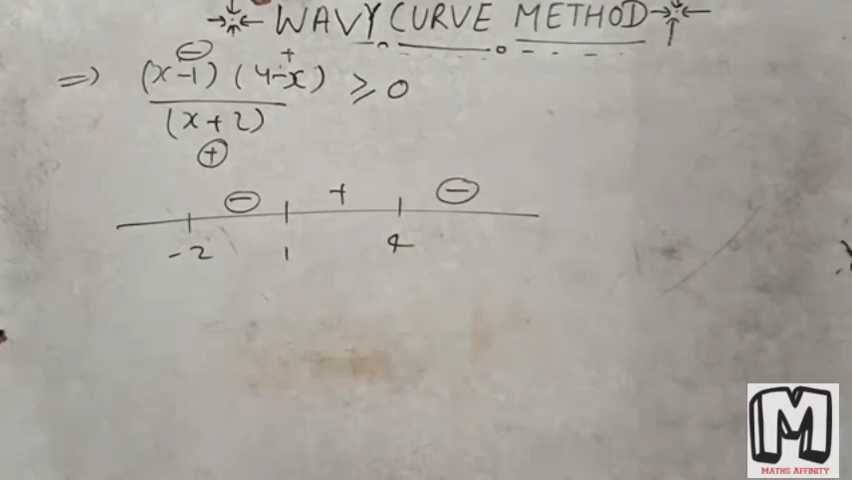 WAVY CURVE METHOD
⊖ +
⇒ (x-1) (4-x) ≥ 0
(x+2)
⊕
⊖ + ⊖
-2 1 4
M
MATHS AFFINITY